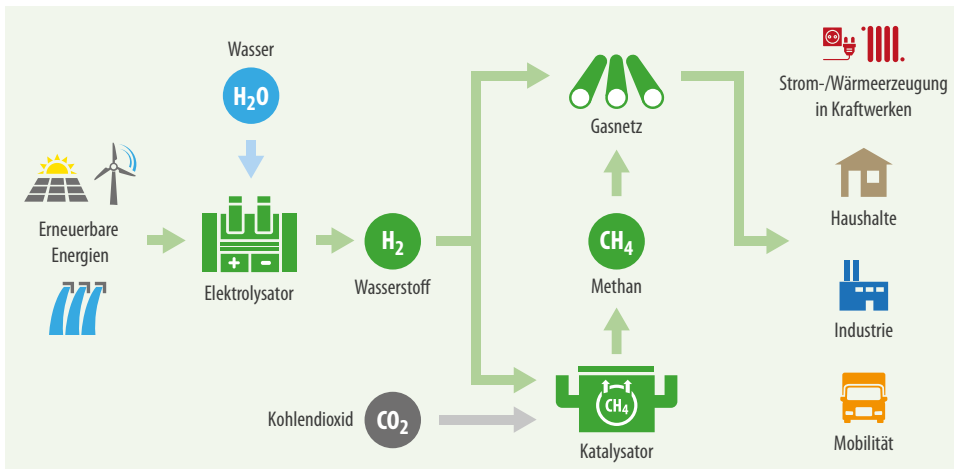 Wasser
H₂O
Erneuerbare
Energien
+ −
Elektrolysator
H₂
Wasserstoff
Kohlendioxid
CO₂
Gasnetz
CH₄
Methan
CH₄
Katalysator
Strom-/Wärmeerzeugung
in Kraftwerken
Haushalte
Industrie
Mobilität